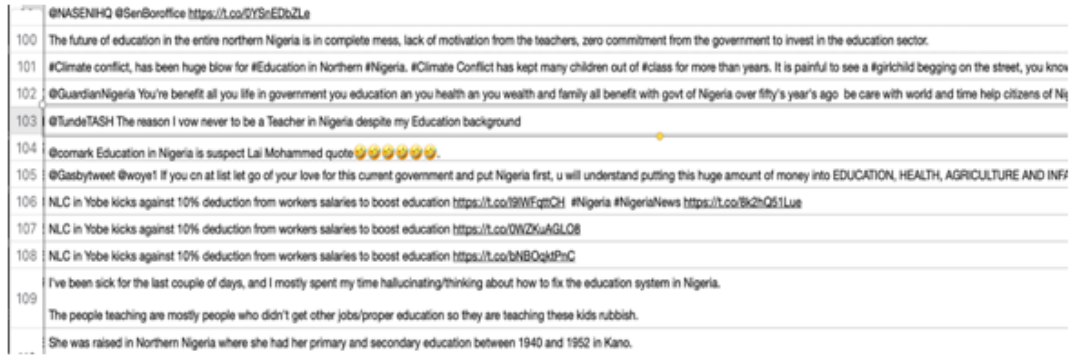 @NASENIHQ @SenBoroffice https://t.co/0YSnEDbZLe
100 The future of education in the entire northern Nigeria is in complete mess, lack of motivation from the teachers, zero commitment from the government to invest in the education sector.
101 #Climate conflict, has been huge blow for #Education in Northern #Nigeria. #Climate Conflict has kept many children out of #class for more than years. It is painful to see a #girlchild begging on the street, you know
102 @GuardianNigeria You're benefit all you life in government you education an you health an you wealth and family all benefit with govt of Nigeria over fifty's year's ago be care with world and time help citizens of Nig
103 @TundeTASH The reason I vow never to be a Teacher in Nigeria despite my Education background
104 @comark Education in Nigeria is suspect Lai Mohammed quote🤣🤣🤣🤣🤣🤣.
105 @Gasbytweet @woye1 If you cn at list let go of your love for this current government and put Nigeria first, u will understand putting this huge amount of money into EDUCATION, HEALTH, AGRICULTURE AND INFA
106 NLC in Yobe kicks against 10% deduction from workers salaries to boost education https://t.co/l9IWFqttCH #Nigeria #NigeriaNews https://t.co/8k2hQ51Lue
107 NLC in Yobe kicks against 10% deduction from workers salaries to boost education https://t.co/0WZKuAGLO8
108 NLC in Yobe kicks against 10% deduction from workers salaries to boost education https://t.co/bNBOqktPnC
109 I've been sick for the last couple of days, and I mostly spent my time hallucinating/thinking about how to fix the education system in Nigeria.
The people teaching are mostly people who didn't get other jobs/proper education so they are teaching these kids rubbish.
She was raised in Northern Nigeria where she had her primary and secondary education between 1940 and 1952 in Kano.